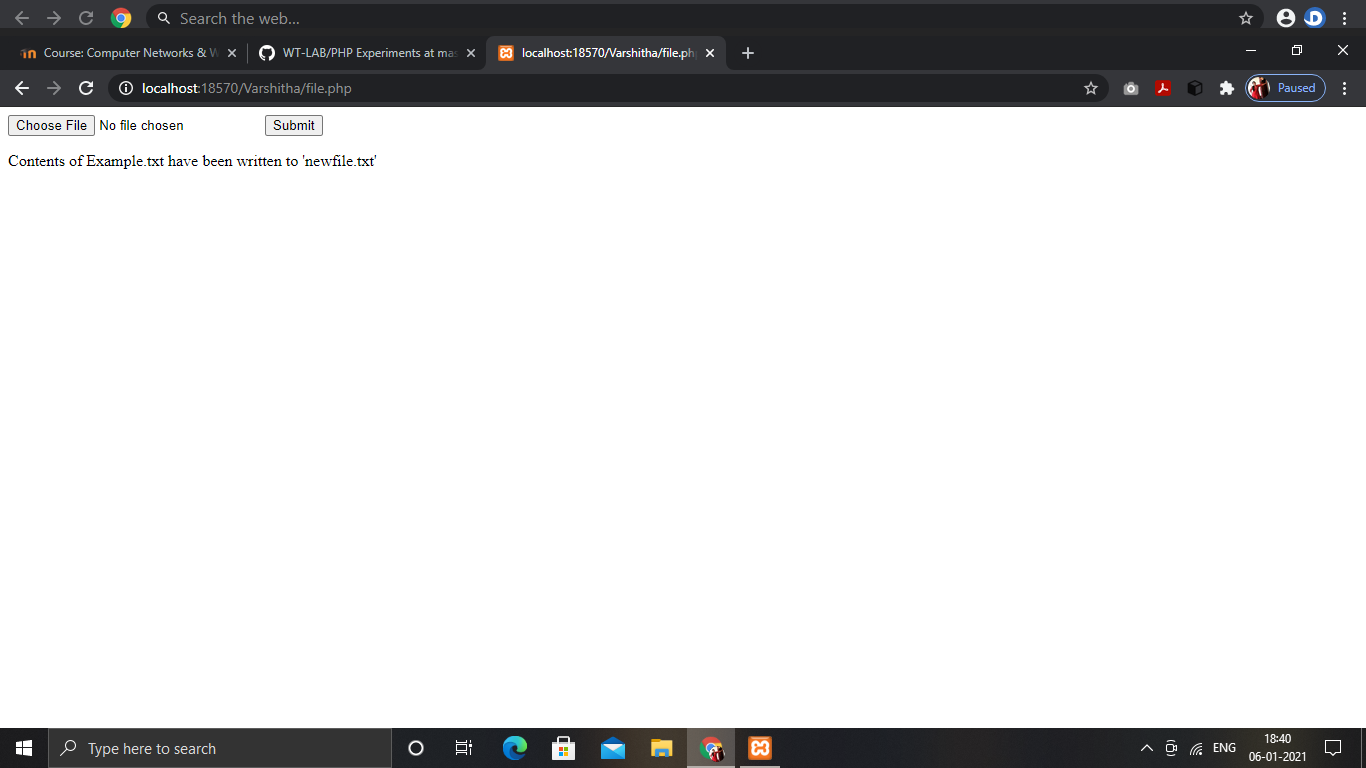 Search the web...
Course: Computer Networks & W
WT-LAB/PHP Experiments at mas
localhost:18570/Varshitha/file.php
localhost:18570/Varshitha/file.php
Paused
Choose File No file chosen Submit
Contents of Example.txt have been written to 'newfile.txt'
Type here to search
ENG
18:40
06-01-2021